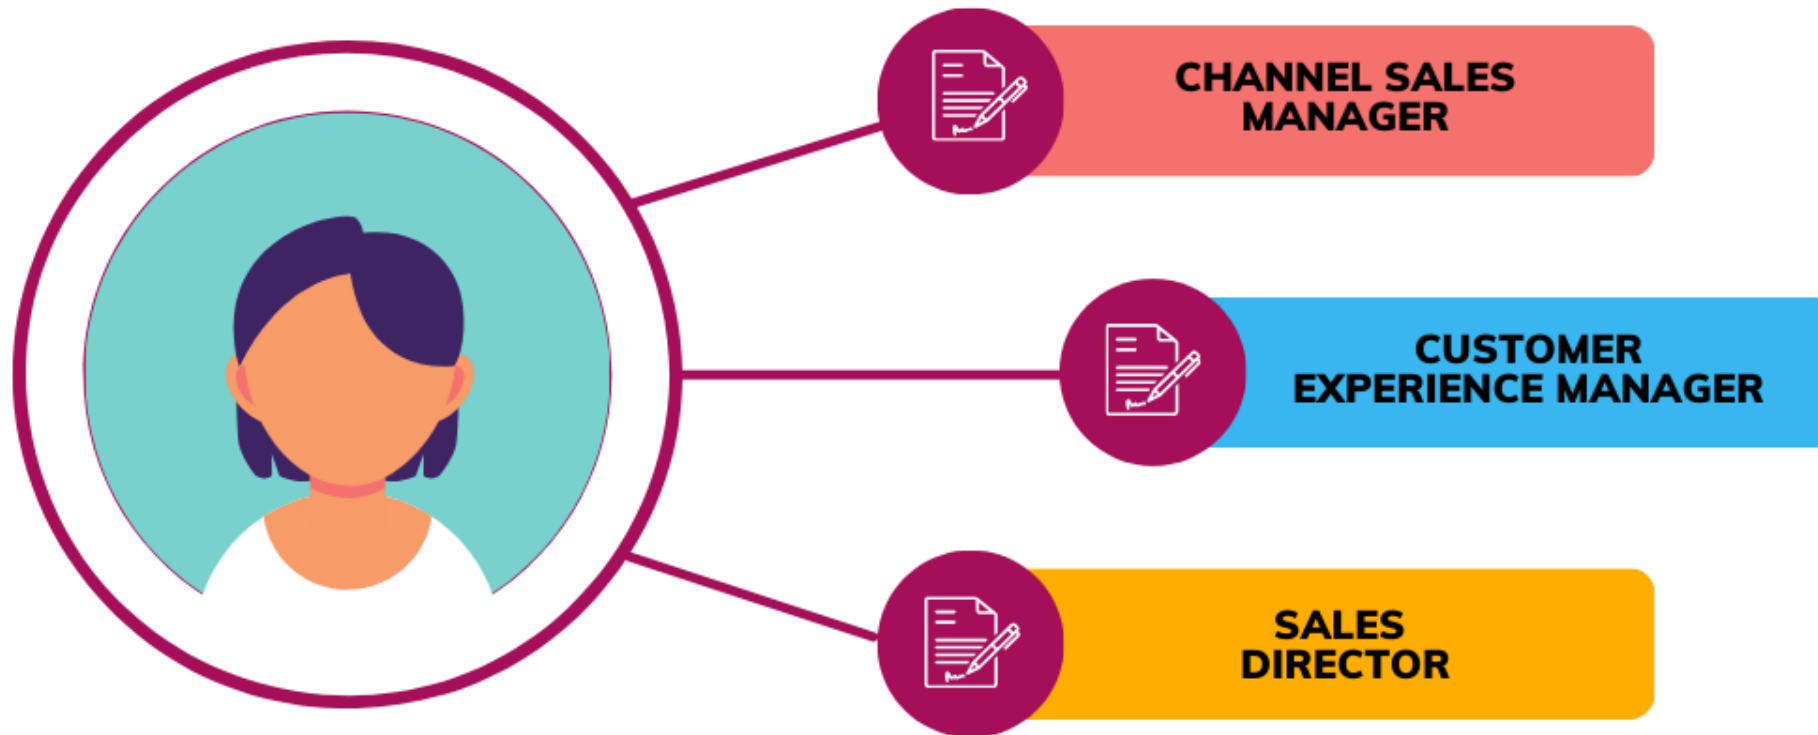 CHANNEL SALES
MANAGER
CUSTOMER
EXPERIENCE MANAGER
SALES
DIRECTOR